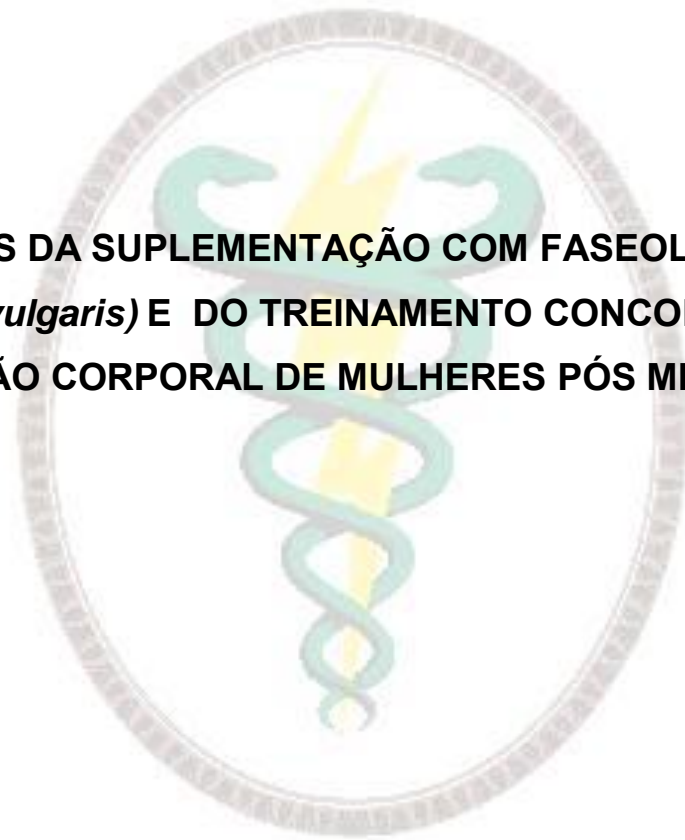 S DA SUPLEMENTAÇÃO COM FASEOL
vulgaris) E DO TREINAMENTO CONCO
ÃO CORPORAL DE MULHERES PÓS M